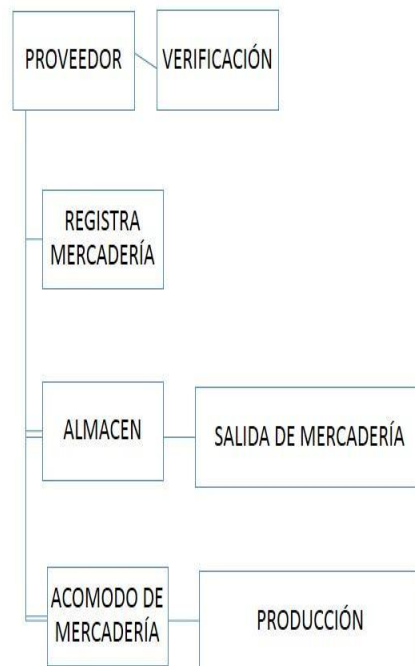 PROVEEDOR
VERIFICACIÓN
REGISTRA
MERCADERÍA
ALMACEN
SALIDA DE MERCADERÍA
ACOMODO DE
MERCADERÍA
PRODUCCIÓN